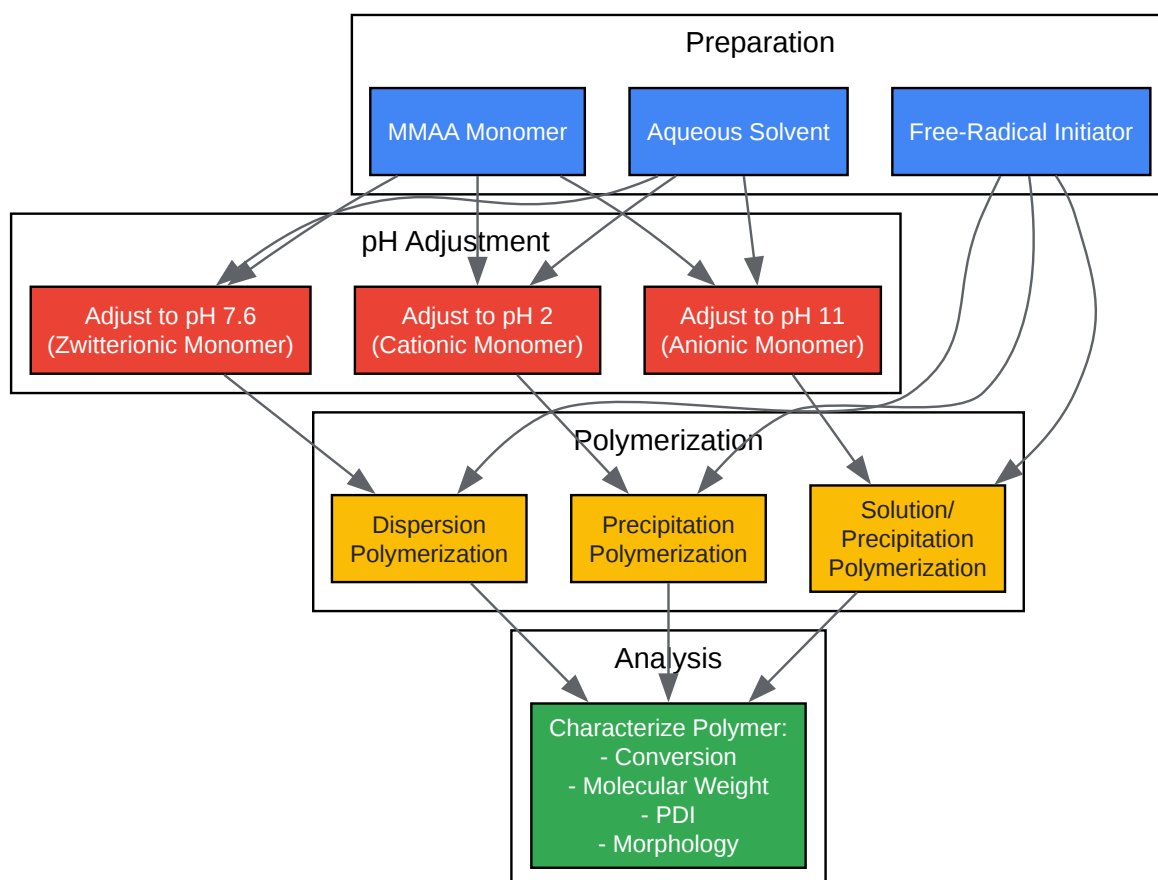 Preparation
MMAA Monomer
Aqueous Solvent
Free-Radical Initiator
pH Adjustment
Adjust to pH 7.6
(Zwitterionic Monomer)
Adjust to pH 2
(Cationic Monomer)
Adjust to pH 11
(Anionic Monomer)
Polymerization
Dispersion
Polymerization
Precipitation
Polymerization
Solution/
Precipitation
Polymerization
Analysis
Characterize Polymer:
- Conversion
- Molecular Weight
- PDI
- Morphology